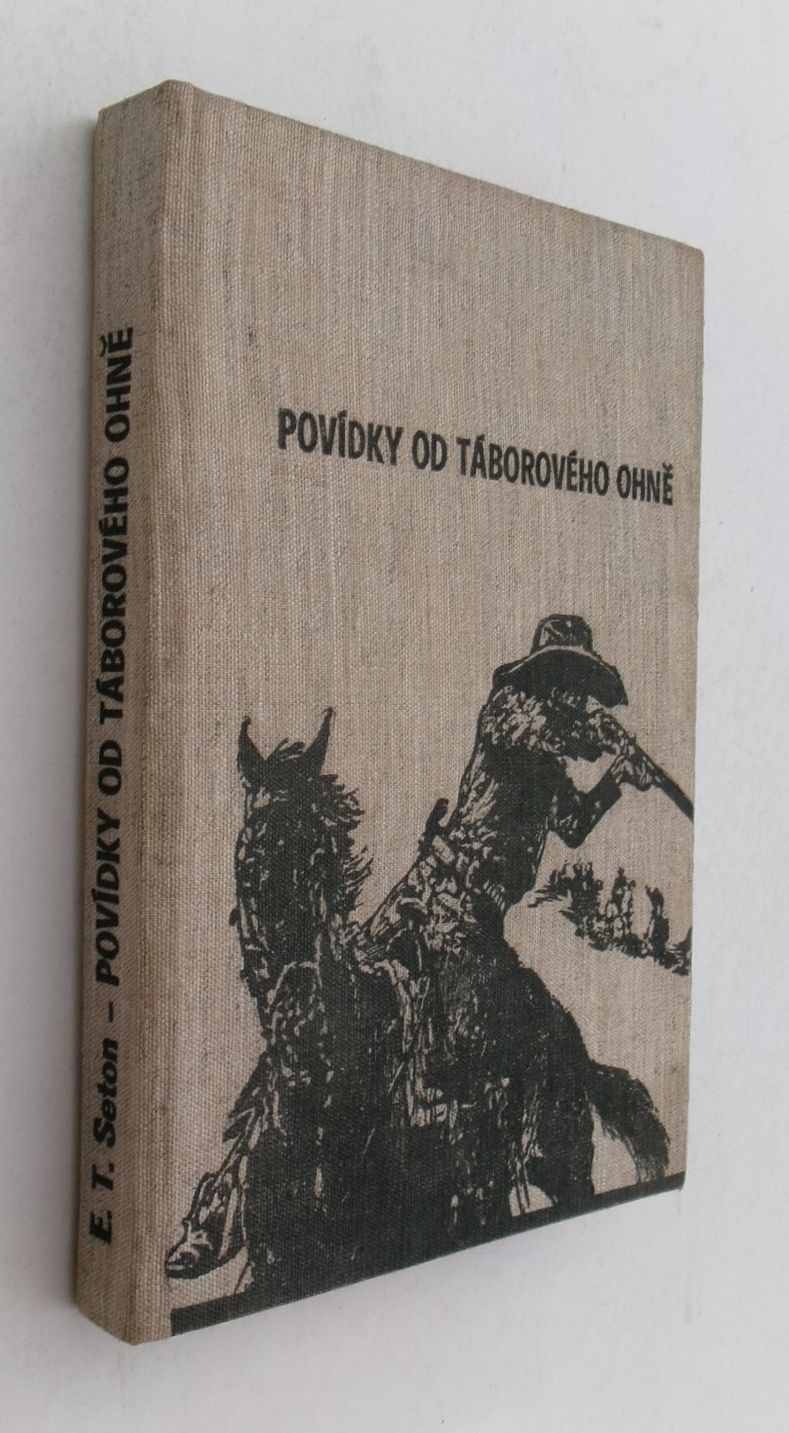 E. T. Seton – POVÍDKY OD TÁBOROVÉHO OHNĚ
POVÍDKY OD TÁBOROVÉHO OHNĚ